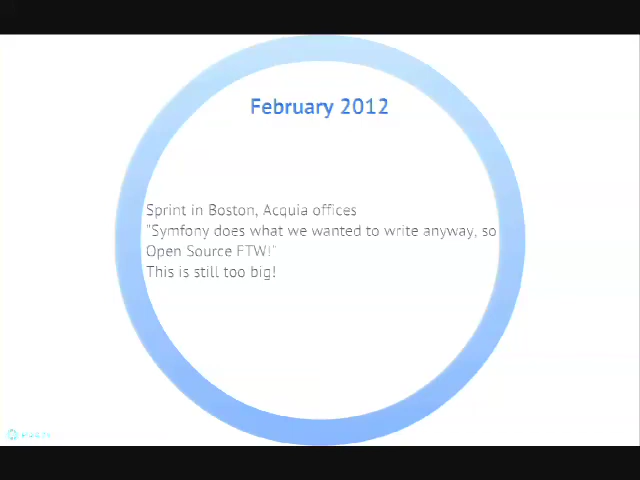 February 2012
Sprint in Boston, Acquia offices
"Symfony does what we wanted to write anyway, so
Open Source FTW!"
This is still too big!